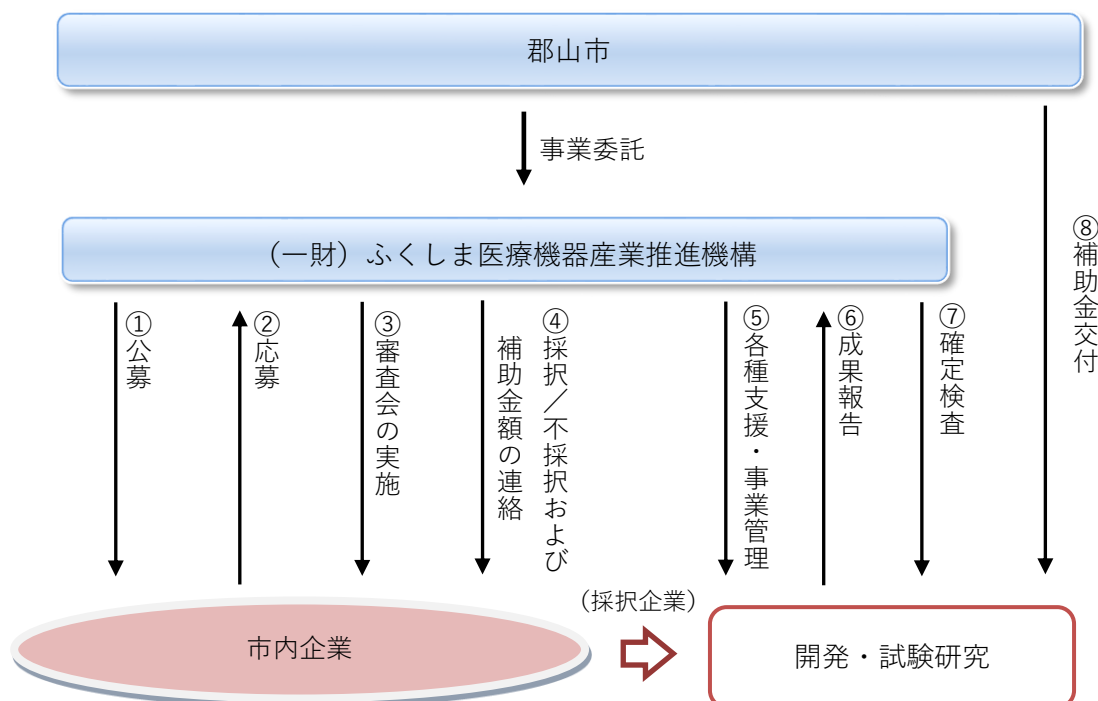 郡山市
事業委託
（一財）ふくしま医療機器産業推進機構
①公募
②応募
③審査会の実施
④採択／不採択および
補助金額の連絡
⑤各種支援・事業管理
⑥成果報告
⑦確定検査
⑧補助金交付
市内企業
（採択企業）
開発・試験研究